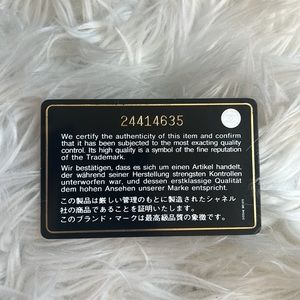 24414635
We certify the authenticity of this item and confirm
that it has been subjected to the most exacting quality
control. Its high quality is a symbol of the fine reputation
of the Trademark.
Wir bestätigen, dass es sich um einen Artikel handelt,
der während seiner Herstellung strengsten Kontrollen
unterworfen war, und dessen erstklassige Qualität
dem hohen Ansehen unserer Marke entspricht.
この製品は厳しい管理のもとに製造されたシャネル
社の商品であることを証明いたします。
このブランド・マークは最高級品質の象徴です。